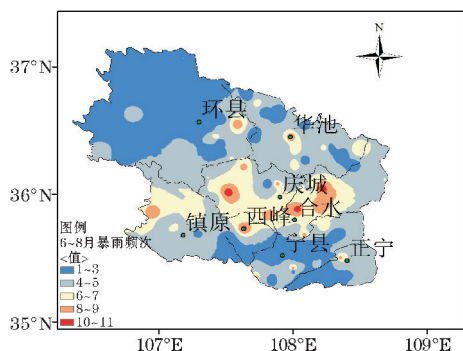 N
37°N
36°N
35°N
环县
华池
庆城
合水
西峰
镇原
宁县
正宁
图例
6~8月暴雨频次
<值>
1~3
4~5
6~7
8~9
10~11
107°E
108°E
109°E